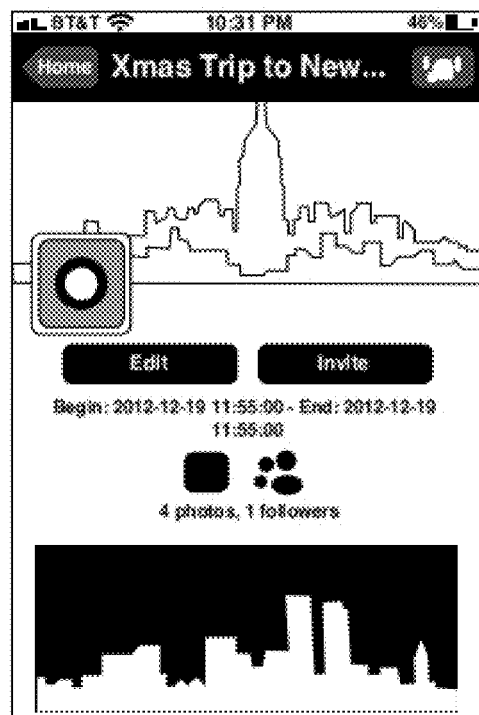 AT&T 10:31 PM 46%
Home Xmas Trip to New...
Edit Invite
Begin: 2012-12-19 11:55:00 - End: 2012-12-19
11:55:00
4 photos, 1 followers